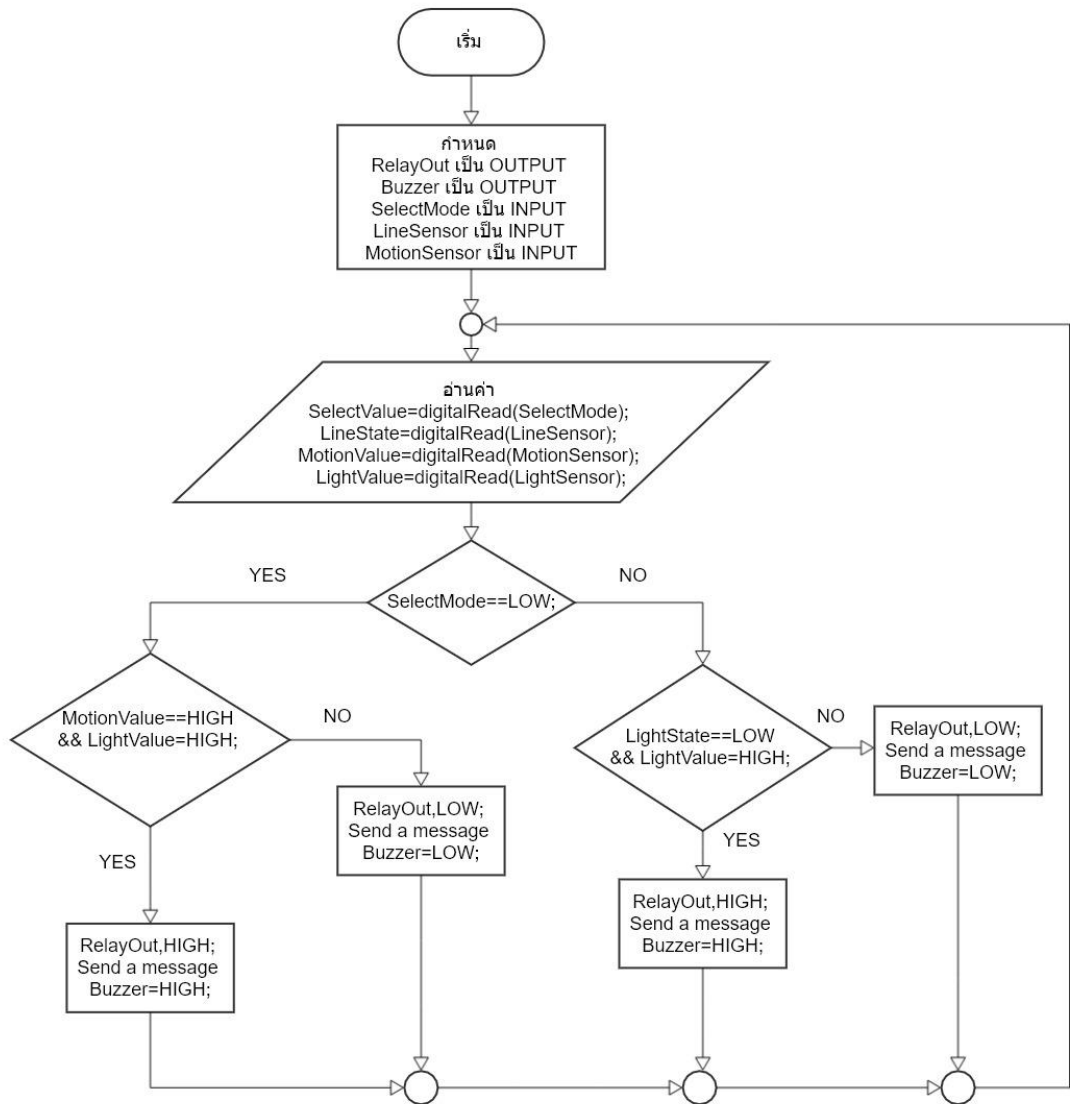 เริ่ม
กำหนด
RelayOut เป็น OUTPUT
Buzzer เป็น OUTPUT
SelectMode เป็น INPUT
LineSensor เป็น INPUT
MotionSensor เป็น INPUT
อ่านค่า
SelectValue=digitalRead(SelectMode);
LineState=digitalRead(LineSensor);
MotionValue=digitalRead(MotionSensor);
LightValue=digitalRead(LightSensor);
YES
SelectMode==LOW;
NO
MotionValue==HIGH
&& LightValue=HIGH;
NO
RelayOut,LOW;
Send a message
Buzzer=LOW;
YES
RelayOut,HIGH;
Send a message
Buzzer=HIGH;
LightState==LOW
&& LightValue=HIGH;
NO
RelayOut,LOW;
Send a message
Buzzer=LOW;
YES
RelayOut,HIGH;
Send a message
Buzzer=HIGH;